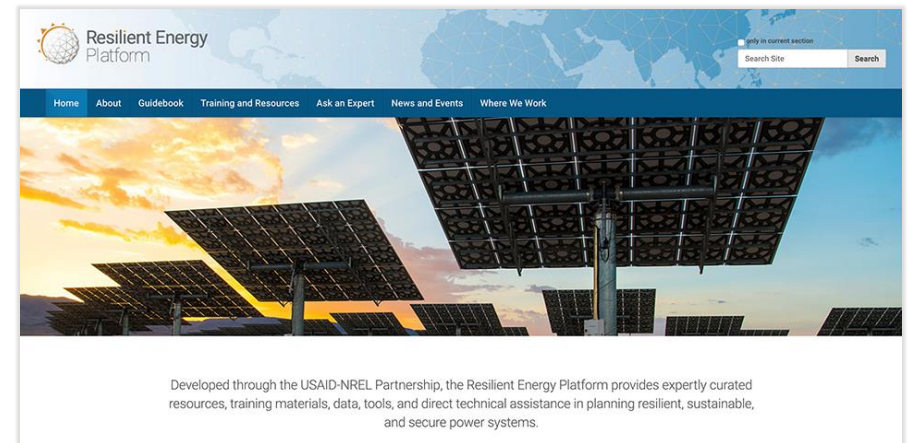 Resilient Energy
Platform
only in current section
Search Site
Search
Home About Guidebook Training and Resources Ask an Expert News and Events Where We Work
Developed through the USAID-NREL Partnership, the Resilient Energy Platform provides expertly curated
resources, training materials, data, tools, and direct technical assistance in planning resilient, sustainable,
and secure power systems.